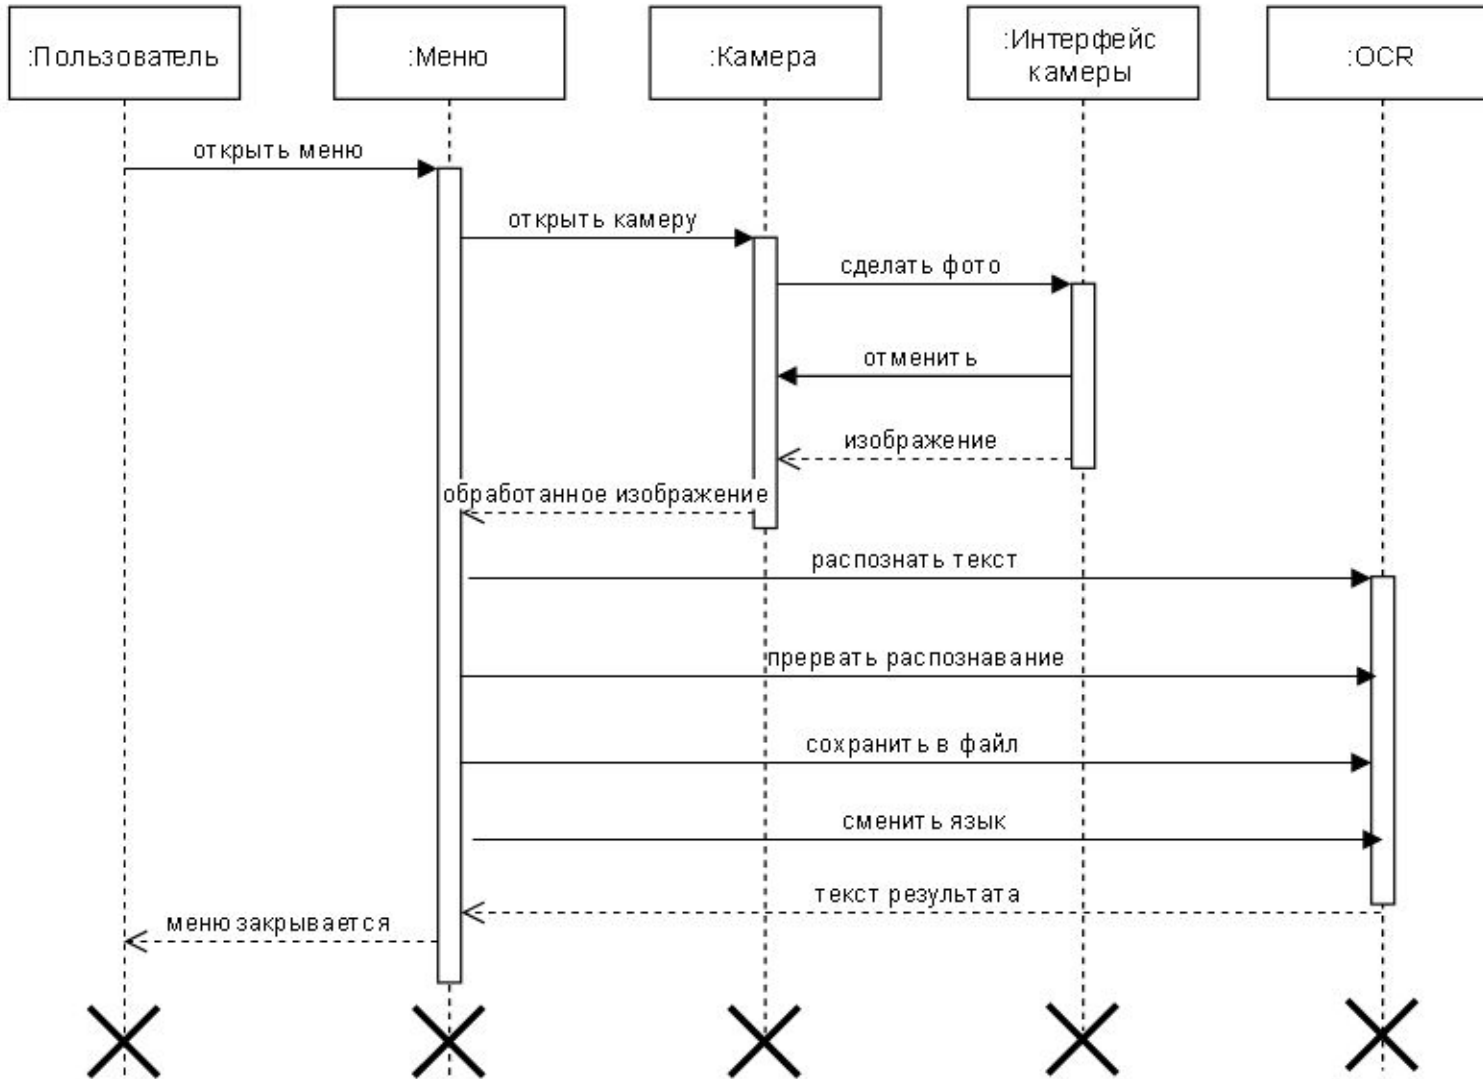 :Пользователь
:Меню
:Камера
:Интерфейс
камеры
:OCR
открыть меню
открыть камеру
сделать фото
отменить
изображение
обработанное изображение
распознать текст
прервать распознавание
сохранить в файл
сменить язык
текст результата
меню закрывается